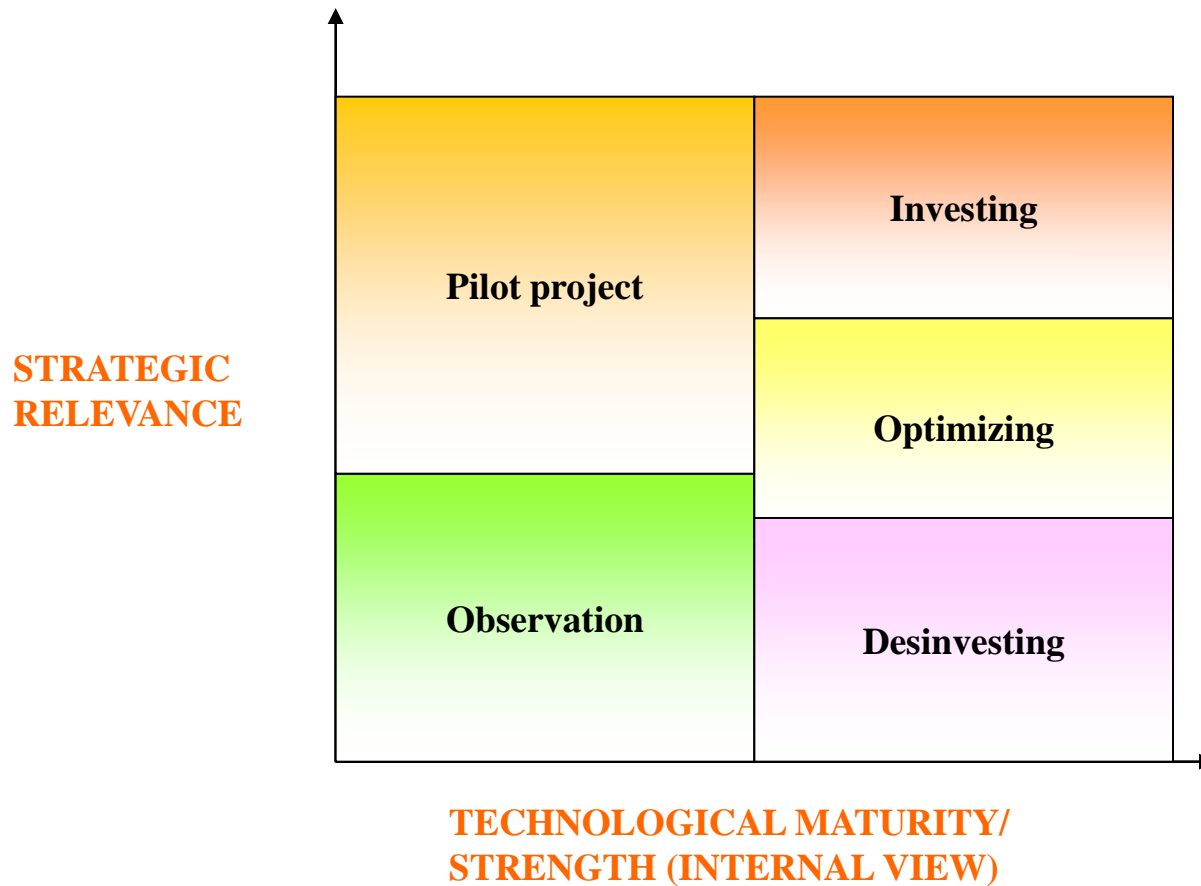 Investing
Pilot project
STRATEGIC
RELEVANCE
Optimizing
Observation
Desinvesting
TECHNOLOGICAL MATURITY/
STRENGTH (INTERNAL VIEW)